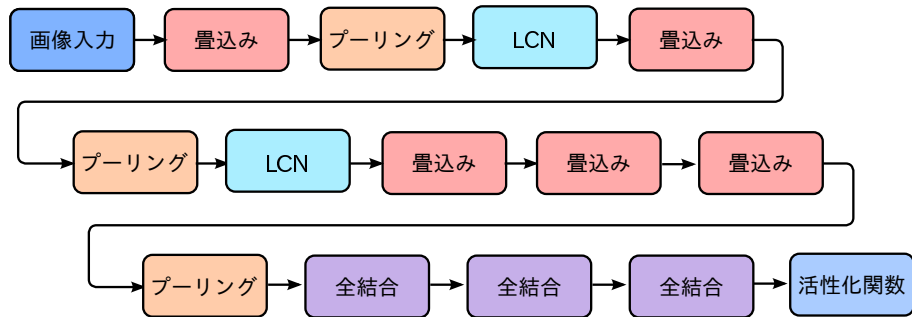 画像入力 畳込み プーリング LCN 畳込み
プーリング LCN 畳込み 畳込み 畳込み
プーリング 全結合 全結合 全結合 活性化関数